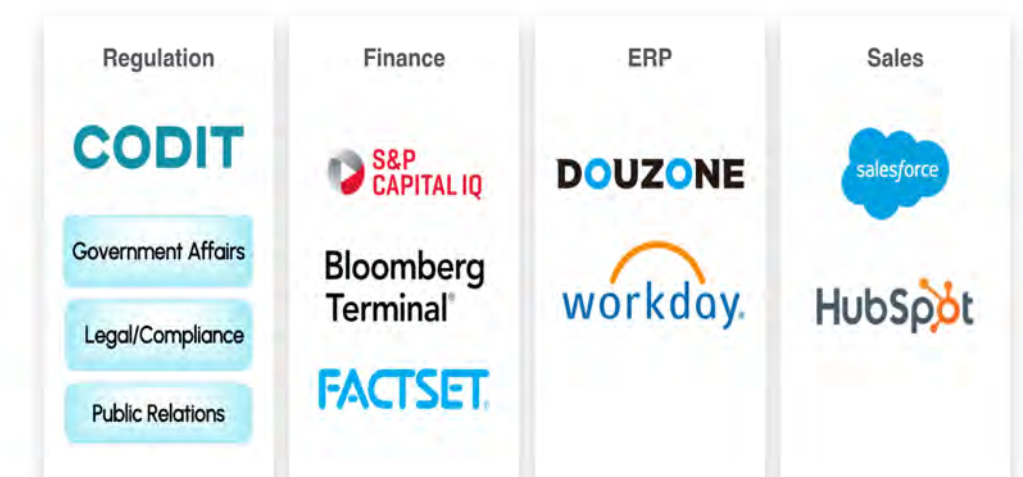 Regulation
CODIT
Government Affairs
Legal/Compliance
Public Relations
Finance
S&P
CAPITAL IQ
Bloomberg
Terminal®
FACTSET
ERP
DOUZONE
workday.
Sales
salesforce
HubSpot